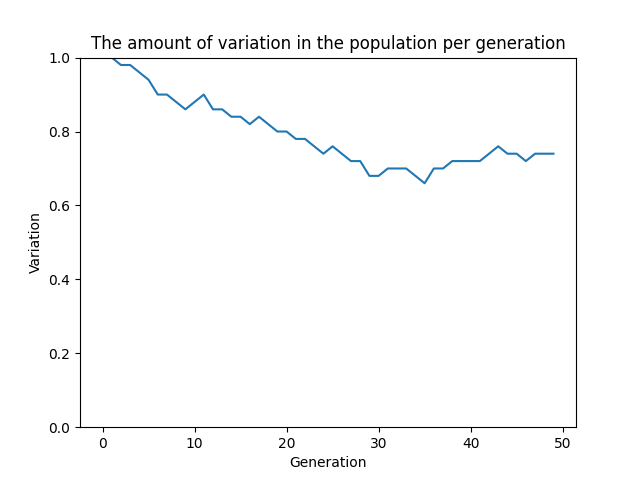 The amount of variation in the population per generation
1.0
0.8
0.6
0.4
0.2
0.0
Variation
0 10 20 30 40 50
Generation